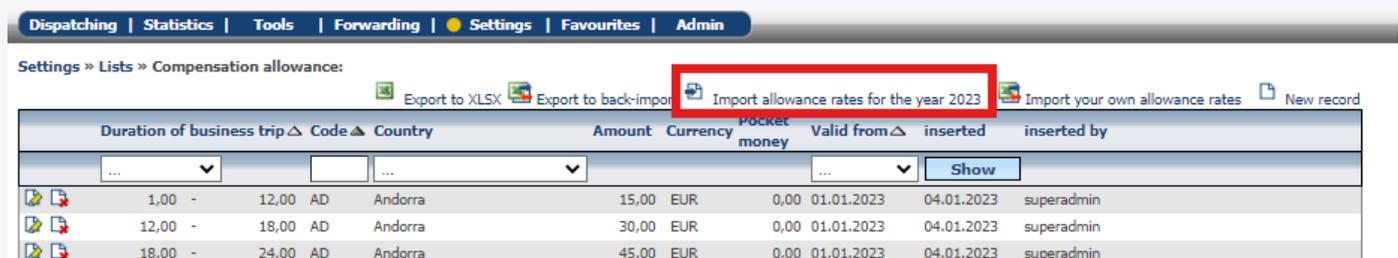 Dispatching | Statistics | Tools | Forwarding | Settings | Favourites | Admin
Settings » Lists » Compensation allowance:
Export to XLSX Export to back-impor Import allowance rates for the year 2023 Import your own allowance rates New record
Duration of business trip Code Country Amount Currency Pocket money Valid from inserted inserted by
... ... ... Show
1,00 - 12,00 AD Andorra 15,00 EUR 0,00 01.01.2023 04.01.2023 superadmin
12,00 - 18,00 AD Andorra 30,00 EUR 0,00 01.01.2023 04.01.2023 superadmin
18,00 - 24,00 AD Andorra 45,00 EUR 0,00 01.01.2023 04.01.2023 superadmin